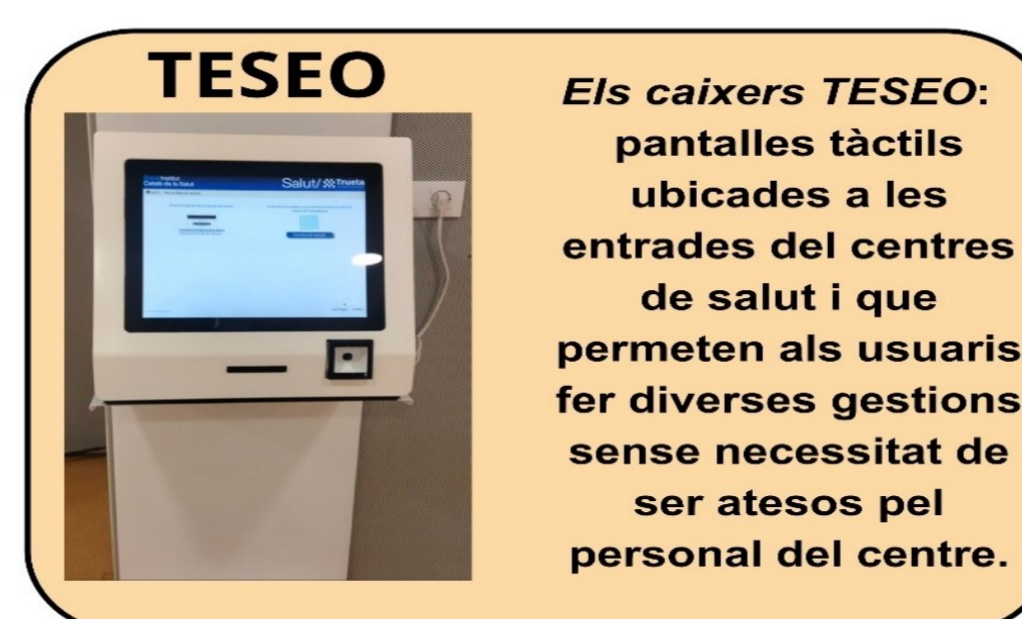 TESEO
Els caixers TESEO:
pantalles tàctils
ubicades a les
entrades del centres
de salut i que
permeten als usuaris
fer diverses gestions
sense necessitat de
ser atesos pel
personal del centre.
Institut
Català de la Salut
Salut/ Trueta